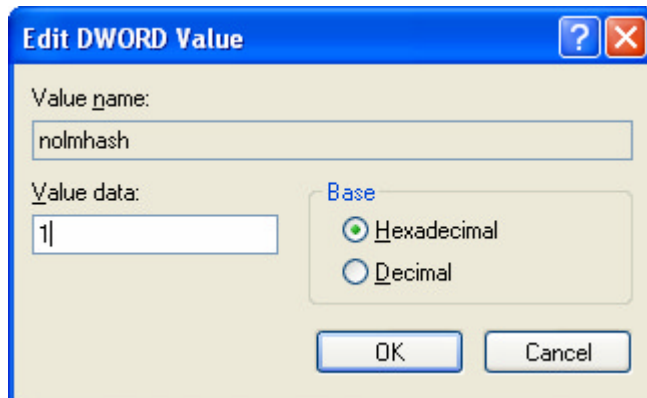 Edit DWORD Value
?
Value name:
nolmhash
Value data:
1
Base
Hexadecimal
Decimal
OK
Cancel